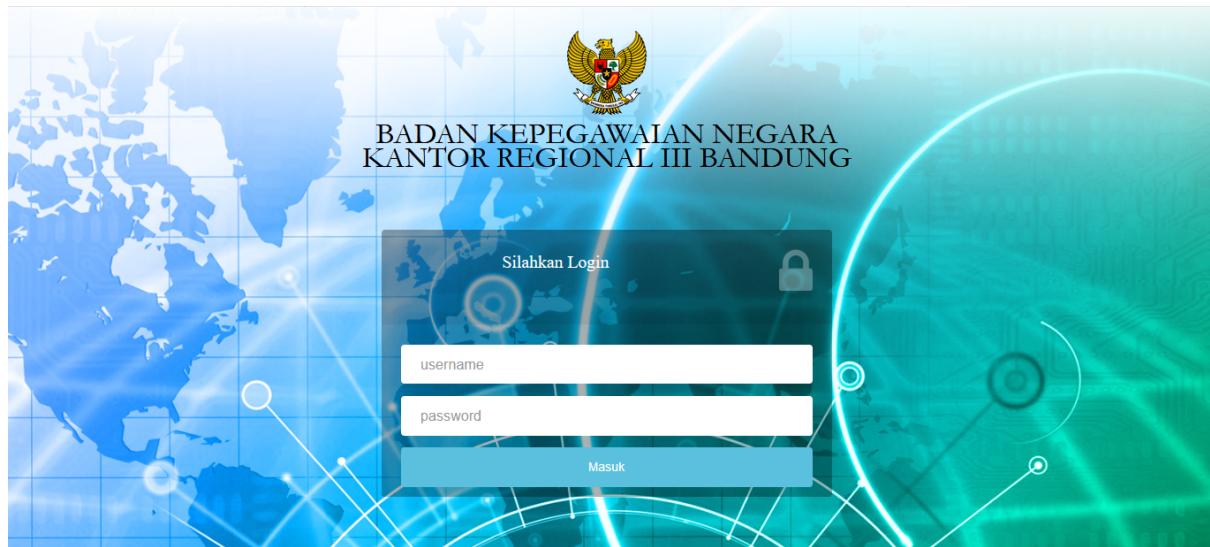 BADAN KEPEGAWAIAN NEGARA
KANTOR REGIONAL III BANDUNG
Silahkan Login
username
password
Masuk